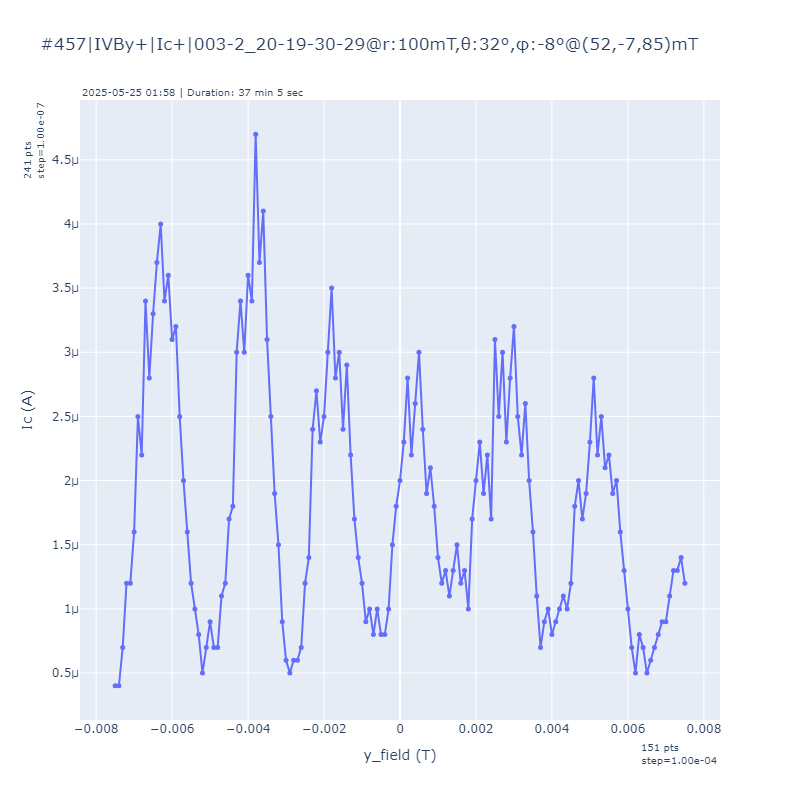 #457|IVBy+|Ic+|003-2_20-19-30-29@r:100mT,θ:32°,φ:-8°@(52,-7,85)mT
2025-05-25 01:58 | Duration: 37 min 5 sec
241 pts
step=1.00e-07
4.5μ
4μ
3.5μ
3μ
2.5μ
2μ
1.5μ
1μ
0.5μ
Ic (A)
−0.008
−0.006
−0.004
−0.002
0
0.002
0.004
0.006
0.008
y_field (T)
151 pts
step=1.00e-04